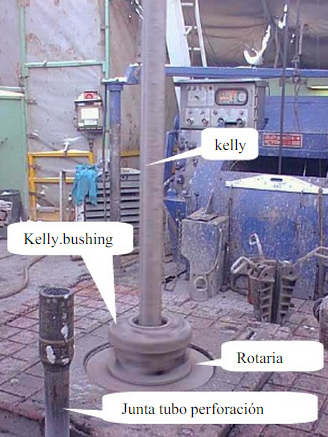 kelly
Kelly.bushing
Rotaria
Junta tubo perforación